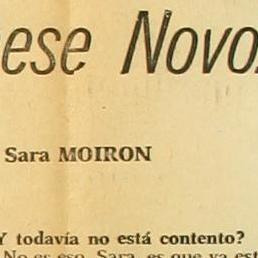 ese Novo
Sara MOIRON
Y todavía no está contento?
No es eso, Sara, es que ya est